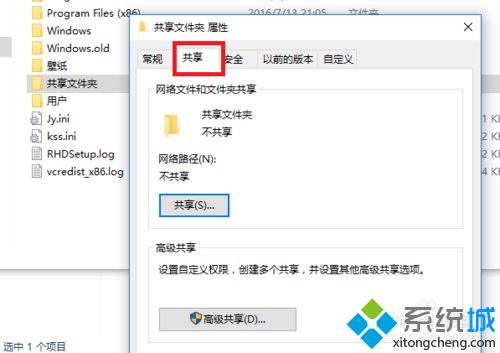 Program Files (x86)
2016/7/13 21:05
文件夹
Windows
Windows.old
壁纸
共享文件夹
用户
Jy.ini
kss.ini
RHDSetup.log
vcredist_x86.log
1 KB
KB
KB
4 KB
选中 1 个项目
共享文件夹 属性
常规
共享
安全
以前的版本
自定义
网络文件和文件夹共享
共享文件夹
不共享
网络路径(N):
不共享
共享(S)...
高级共享
设置自定义权限，创建多个共享，并设置其他高级共享选项。
高级共享(D)...
系统城
xitongcheng.com